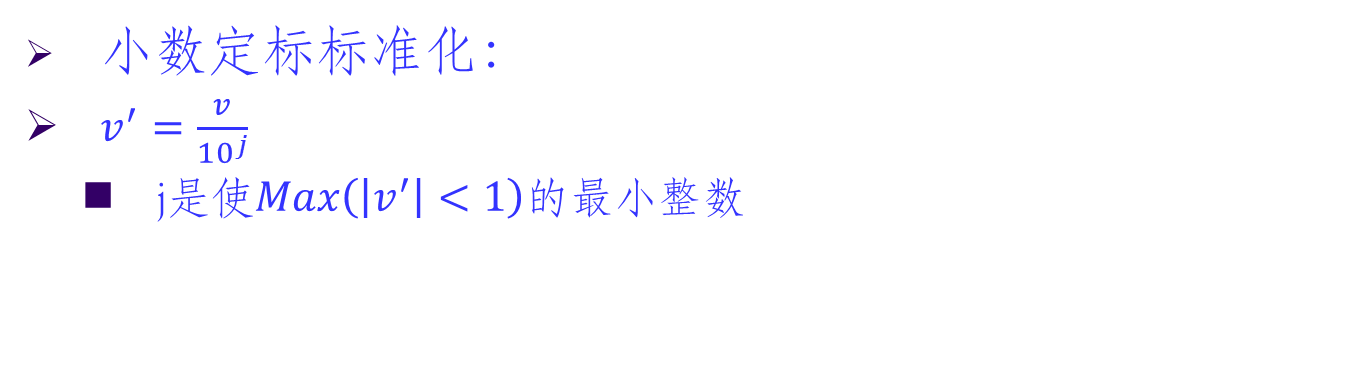 ➢ 小数定标标准化：
➢ v′ = v/10^j
■ j是使Max(|v′| < 1)的最小整数